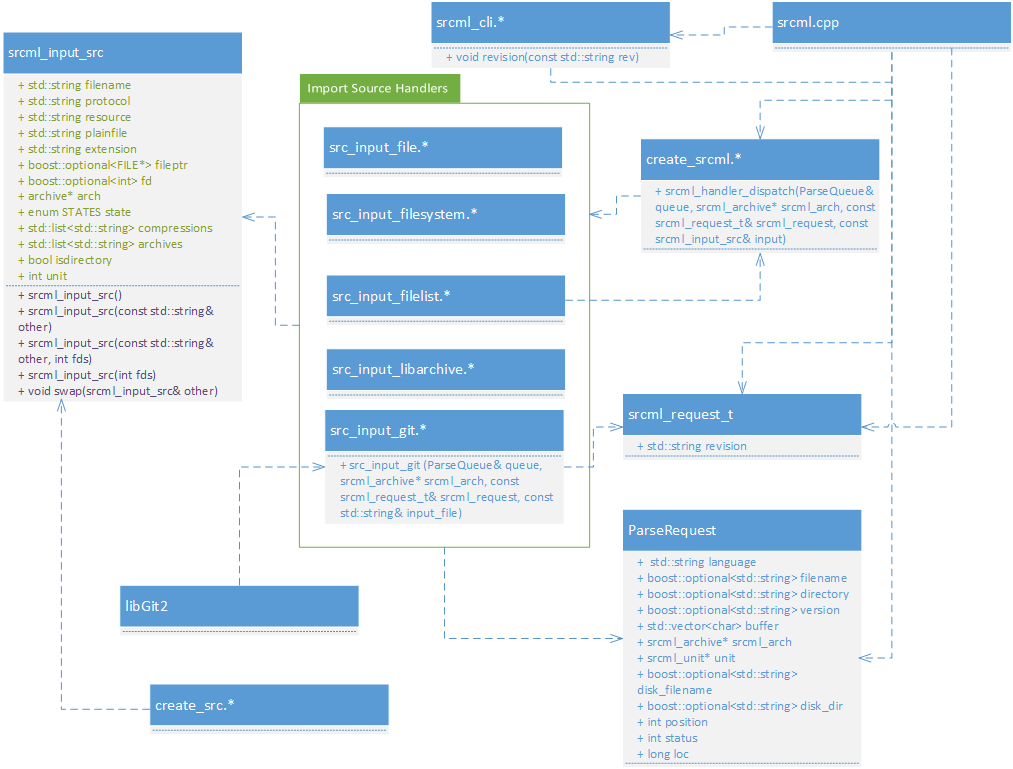 srcml_cli.*
+ void revision(const std::string rev)
srcml.cpp
srcml_input_src
+ std::string filename
+ std::string protocol
+ std::string resource
+ std::string plainfile
+ std::string extension
+ boost::optional<FILE*> fileptr
+ boost::optional<int> fd
+ archive* arch
+ enum STATES state
+ std::list<std::string> compressions
+ std::list<std::string> archives
+ bool isdirectory
+ int unit
+ srcml_input_src()
+ srcml_input_src(const std::string&
other)
+ srcml_input_src(const std::string&
other, int fds)
+ srcml_input_src(int fds)
+ void swap(srcml_input_src& other)
Import Source Handlers
src_input_file.*
src_input_filesystem.*
src_input_filelist.*
src_input_libarchive.*
src_input_git.*
+ src_input_git (ParseQueue& queue,
srcml_archive* srcml_arch, const
srcml_request_t& srcml_request, const
std::string& input_file)
create_srcml.*
+ srcml_handler_dispatch(ParseQueue&
queue, srcml_archive* srcml_arch, const
srcml_request_t& srcml_request, const
srcml_input_src& input)
srcml_request_t
+ std::string revision
ParseRequest
+ std::string language
+ boost::optional<std::string> filename
+ boost::optional<std::string> directory
+ boost::optional<std::string> version
+ std::vector<char> buffer
+ srcml_archive* srcml_arch
+ srcml_unit* unit
+ boost::optional<std::string>
disk_filename
+ boost::optional<std::string> disk_dir
+ int position
+ int status
+ long loc
libGit2
create_src.*